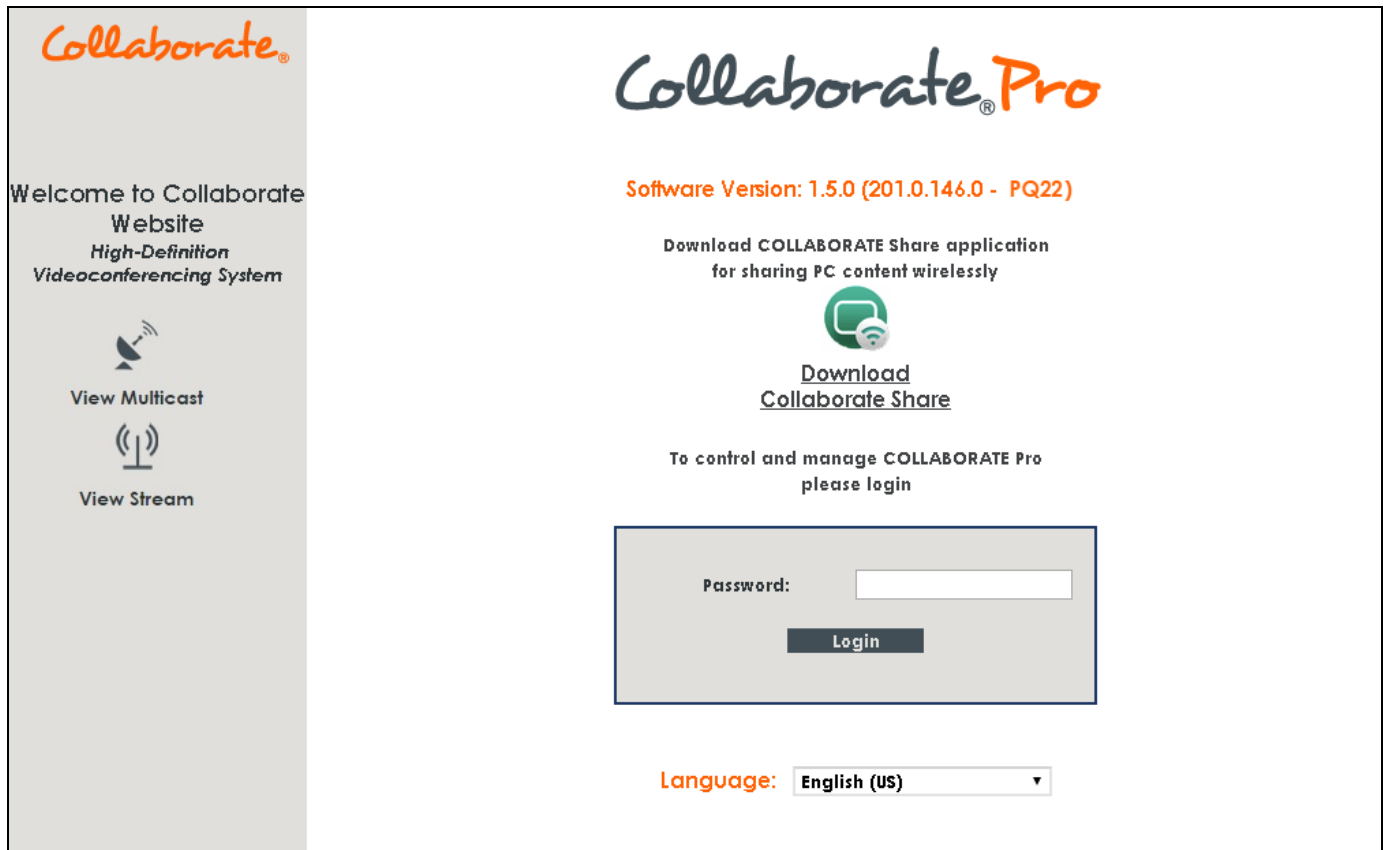 Collaborate®
Welcome to Collaborate
Website
High-Definition
Videoconferencing System
View Multicast
View Stream
Collaborate® Pro
Software Version: 1.5.0 (201.0.146.0 - PQ22)
Download COLLABORATE Share application
for sharing PC content wirelessly
Download
Collaborate Share
To control and manage COLLABORATE Pro
please login
Password:
Login
Language: English (US)